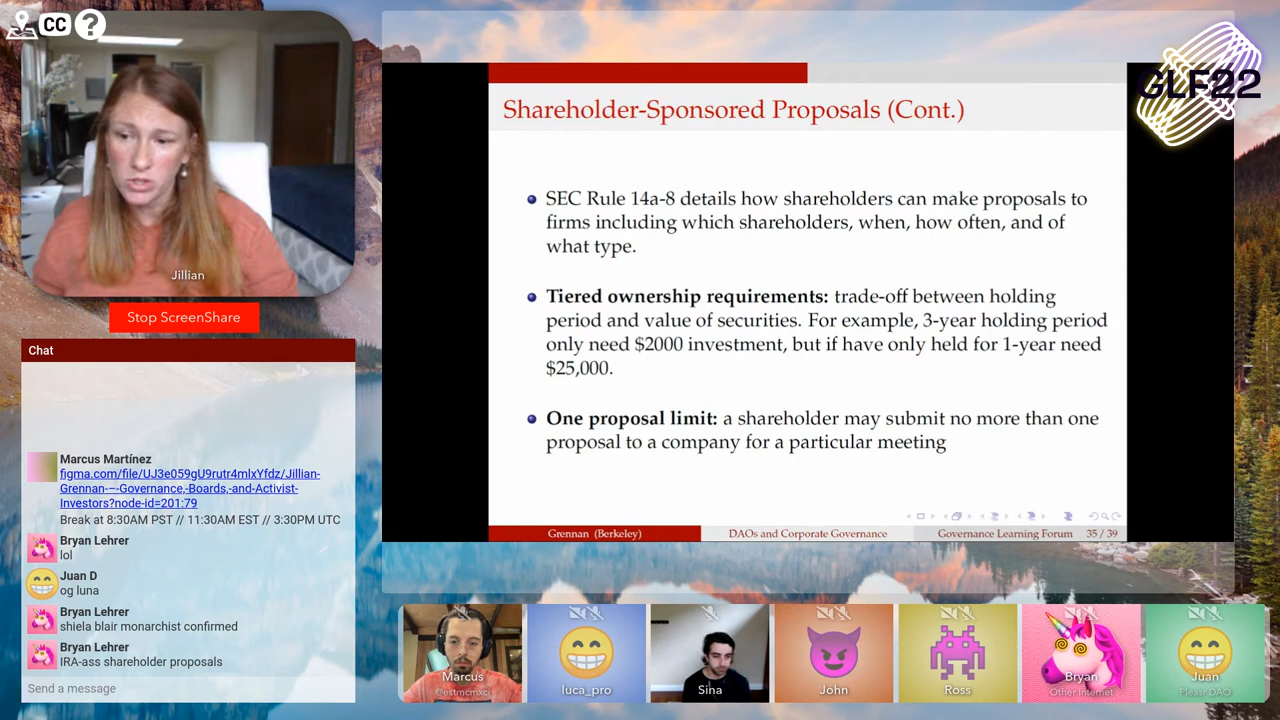 CC
?
GLF22
Jillian
Stop ScreenShare
Chat
Marcus Martínez
figma.com/file/UJ3e059gU9rutr4mlxYfdz/Jillian-
Grennan-–-Governance,-Boards,-and-Activist-
Investors?node-id=201:79
Break at 8:30AM PST // 11:30AM EST // 3:30PM UTC
Bryan Lehrer
lol
Juan D
og luna
Bryan Lehrer
shiela blair monarchist confirmed
Bryan Lehrer
IRA-ass shareholder proposals
Send a message
Shareholder-Sponsored Proposals (Cont.)
SEC Rule 14a-8 details how shareholders can make proposals to
firms including which shareholders, when, how often, and of
what type.
Tiered ownership requirements: trade-off between holding
period and value of securities. For example, 3-year holding period
only need $2000 investment, but if have only held for 1-year need
$25,000.
One proposal limit: a shareholder may submit no more than one
proposal to a company for a particular meeting
Grennan (Berkeley) DAOs and Corporate Governance Governance Learning Forum 35 / 39
Marcus
@estmcmxci
luca_pro
Sina
John
Ross
Bryan
Other Internet
Juan
Pleasr DAO